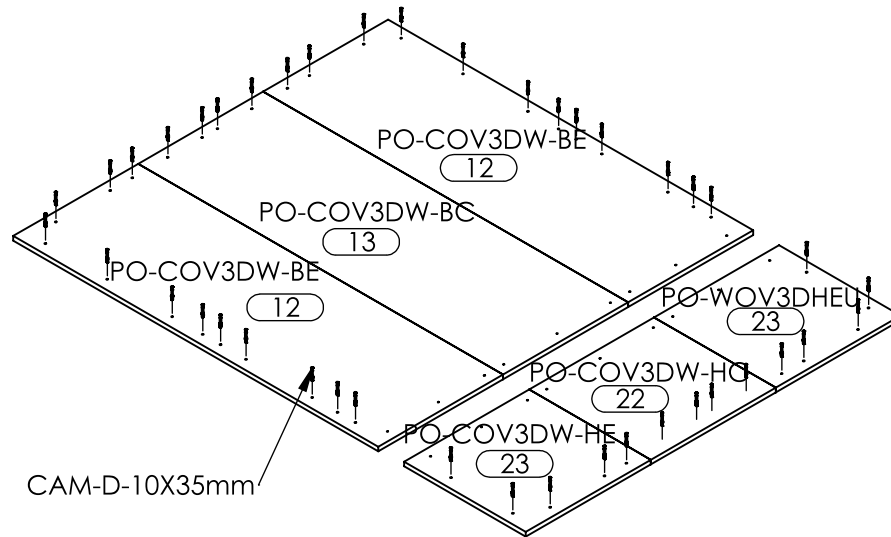 PO-COV3DW-BE
12
PO-COV3DW-BC
13
PO-COV3DW-BE
12
PO-WOV3DHEU
23
PO-COV3DW-HC
22
PO-COV3DW-HE
23
CAM-D-10X35mm